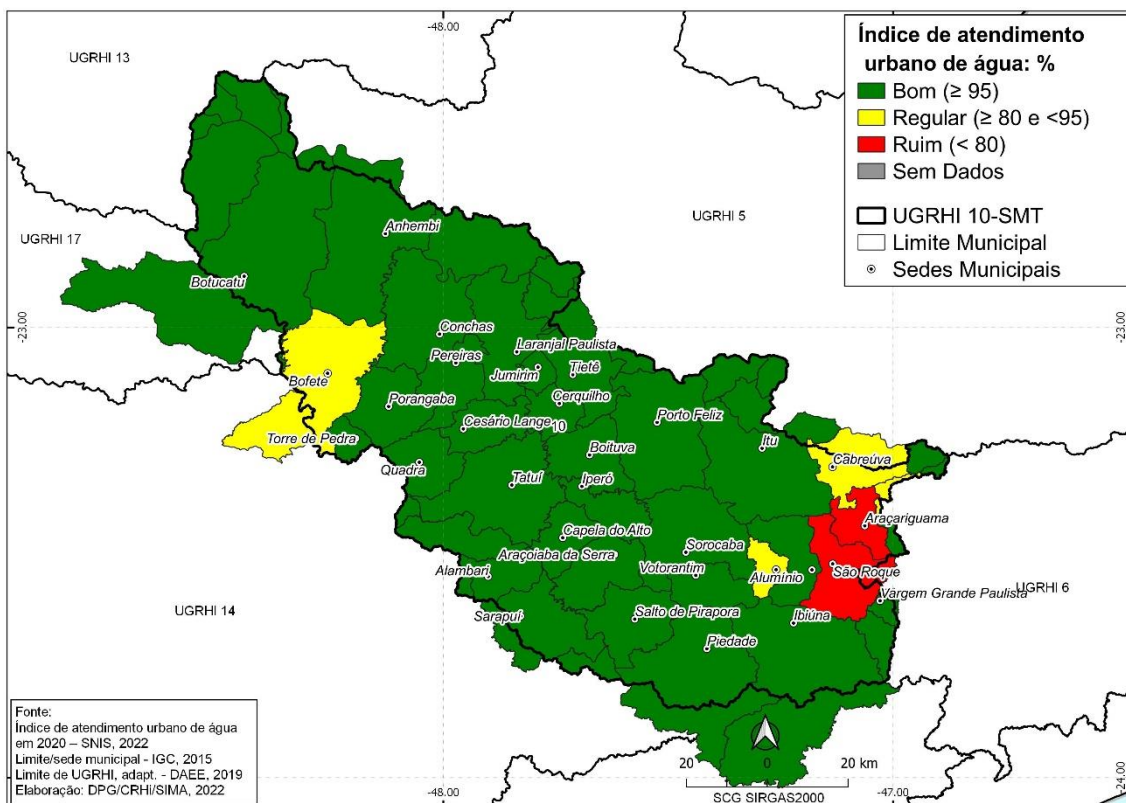 -48.00
UGRHI 13
Índice de atendimento
urbano de água: %
Bom (≥ 95)
Regular (≥ 80 e <95)
Ruim (< 80)
Sem Dados
UGRHI 10-SMT
Limite Municipal
Sedes Municipais
UGRHI 5
UGRHI 17
Anhembi
Botucatu
-23.00
-23.00
Conchas
Laranjal Paulista
Pereiras
Jumirim
Tietê
Bofete
Cerquilho
Porangaba
Porto Feliz
Cesário Lange
10
Torre de Pedra
Itu
Boituva
Cabreúva
Quadra
Tatuí
Iperó
Araçariguama
Capela do Alto
Sorocaba
Araçoiaba da Serra
Votorantim
Alambari
Alumínio
São Roque
UGRHI 6
Vargem Grande Paulista
UGRHI 14
Sarapuí
Salto de Pirapora
Ibiúna
Piedade
Fonte:
Índice de atendimento urbano de água
em 2020 – SNIS, 2022
Limite/sede municipal - IGC, 2015
Limite de UGRHI, adapt. - DAEE, 2019
Elaboração: DPG/CRHi/SIMA, 2022
20 0 20 km
SCG SIRGAS2000
-48.00
-47.00
-24.00